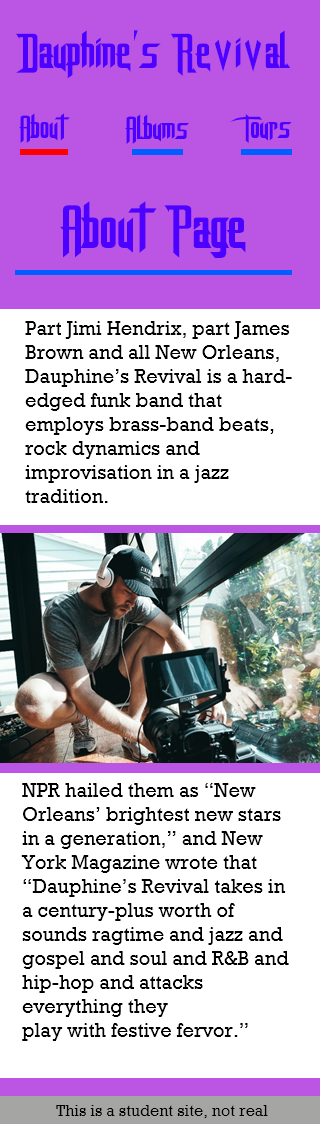 Dauphine's Revival
About Albums Tours
About Page
Part Jimi Hendrix, part James
Brown and all New Orleans,
Dauphine’s Revival is a hard-
edged funk band that
employs brass-band beats,
rock dynamics and
improvisation in a jazz
tradition.
NPR hailed them as “New
Orleans’ brightest new stars
in a generation,” and New
York Magazine wrote that
“Dauphine’s Revival takes in
a century-plus worth of
sounds ragtime and jazz and
gospel and soul and R&B and
hip-hop and attacks
everything they
play with festive fervor.”
This is a student site, not real